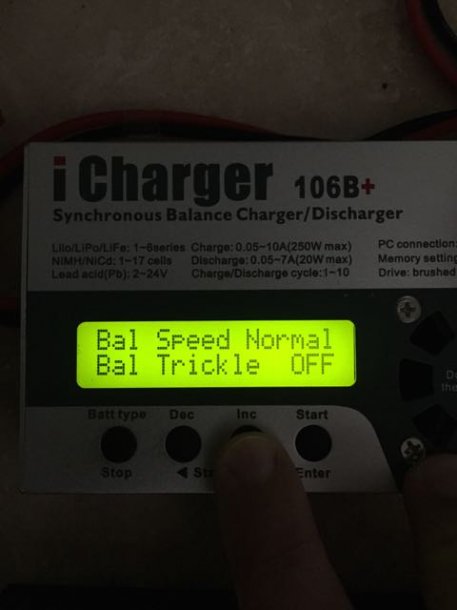 iCharger 106B+
Synchronous Balance Charger/Discharger
LiIo/LiPo/LiFe: 1~6series Charge: 0.05~10A(250W max) PC connection:
NiMH/NiCd: 1~17 cells Discharge: 0.05~7A(20W max) Memory setting
Lead acid(Pb): 2~24V Charge/Discharge cycle:1~10 Drive: brushed
Bal Speed Normal
Bal Trickle OFF
Batt type Dec Inc Start
Stop Enter